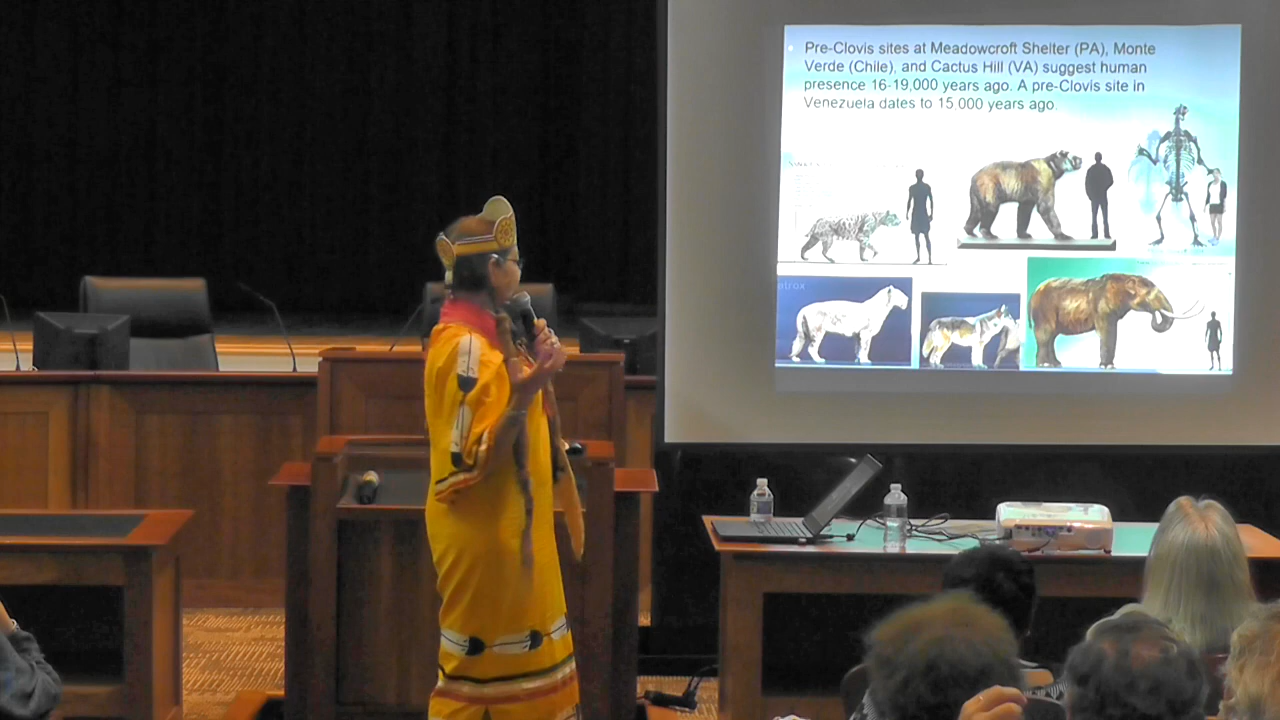 Pre-Clovis sites at Meadowcroft Shelter (PA), Monte
Verde (Chile), and Cactus Hill (VA) suggest human
presence 16-19,000 years ago. A pre-Clovis site in
Venezuela dates to 15,000 years ago.